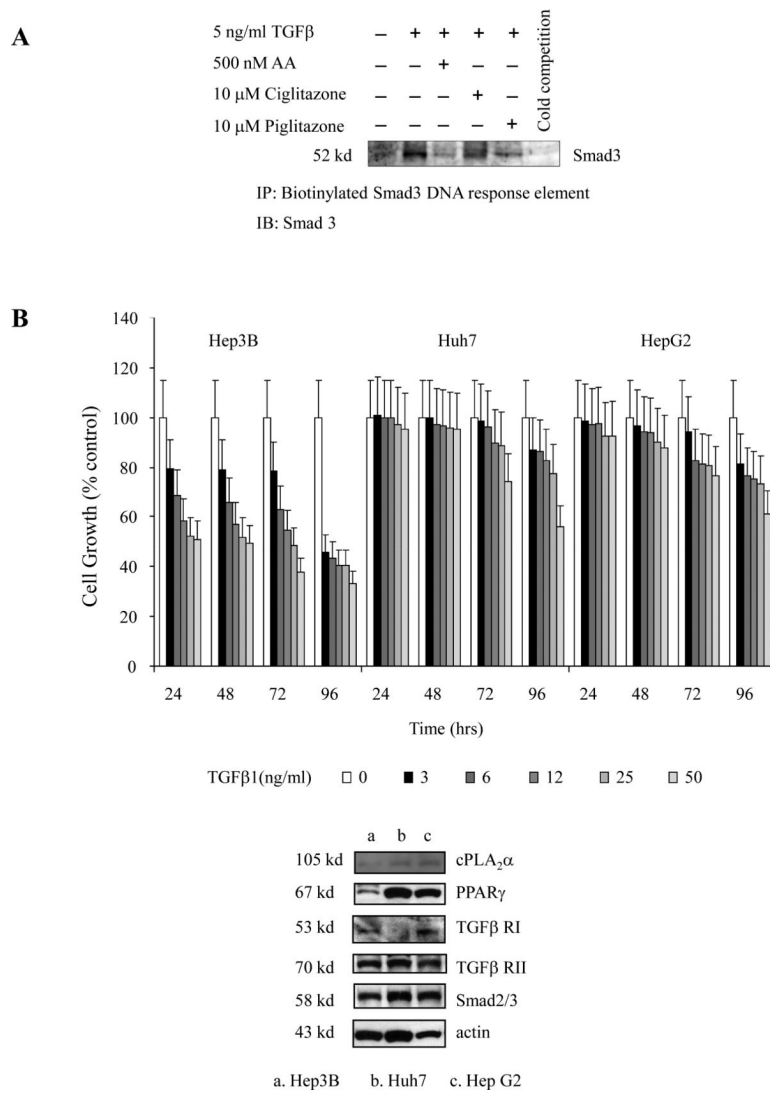 A
5 ng/ml TGFβ – + + + +
500 nM AA – – + – –
10 μM Ciglitazone – – – + –
10 μM Piglitazone – – – – +
Cold competition
52 kd Smad3
IP: Biotinylated Smad3 DNA response element
IB: Smad 3
B
140
120
100
80
60
40
20
0
Cell Growth (% control)
Hep3B Huh7 HepG2
24 48 72 96 24 48 72 96 24 48 72 96
Time (hrs)
TGFβ1(ng/ml) 0 3 6 12 25 50
a b c
105 kd cPLA₂α
67 kd PPARγ
53 kd TGFβ RI
70 kd TGFβ RII
58 kd Smad2/3
43 kd actin
a. Hep3B b. Huh7 c. Hep G2